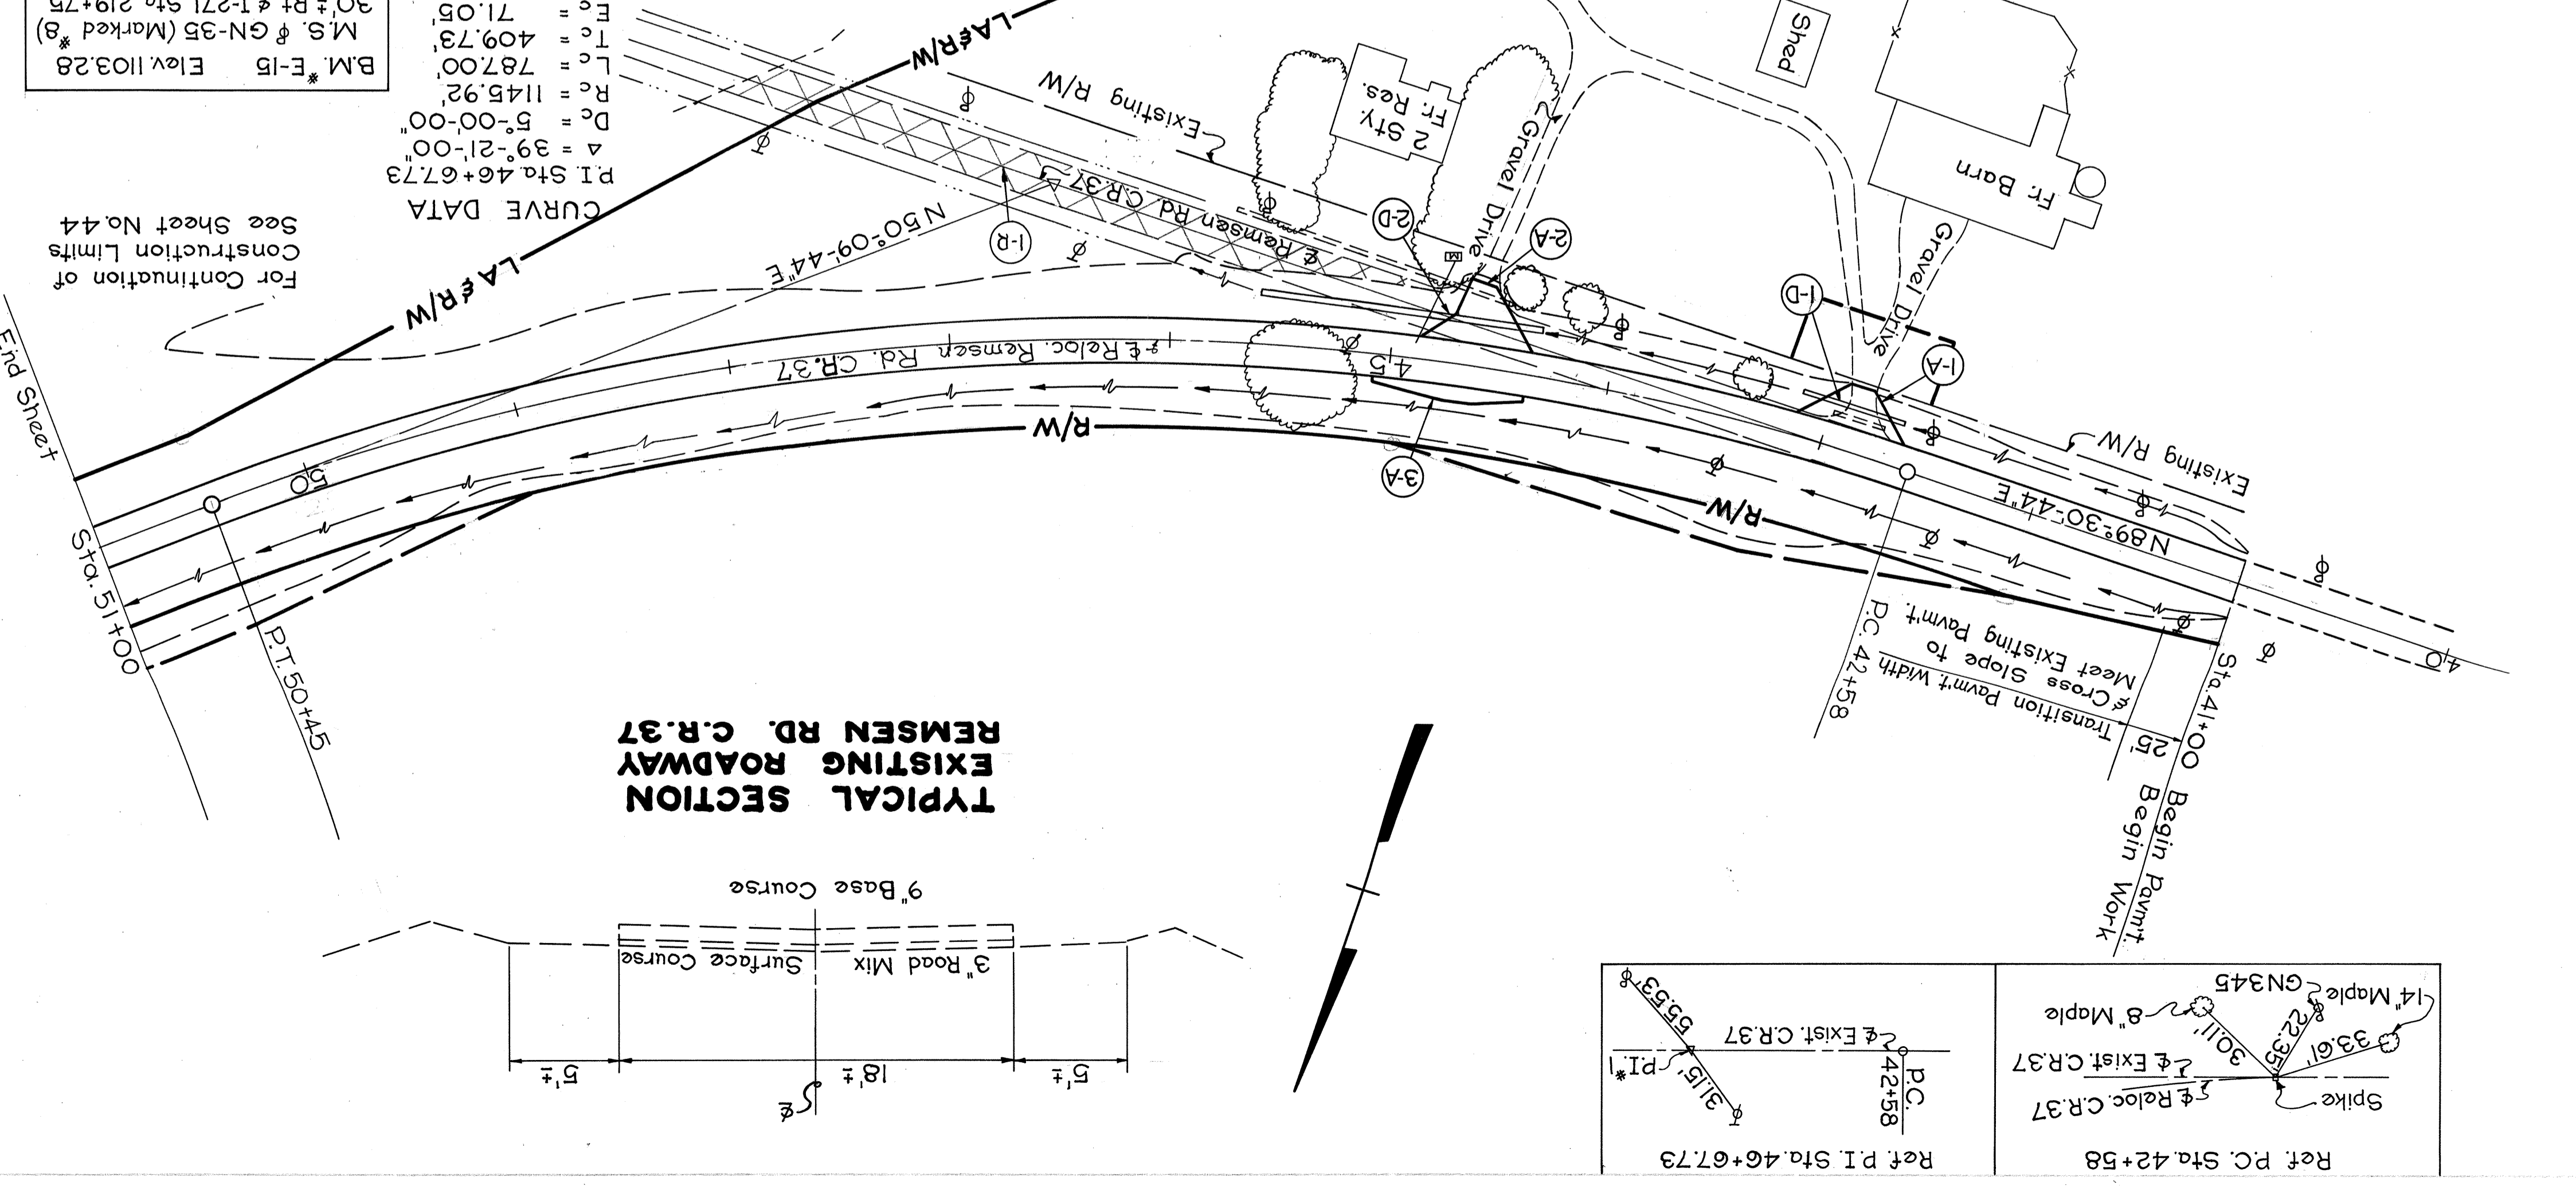 Ref. P.C. Sta. 42+58
Spike
₵ Reloc. C.R. 37
₵ Exist. C.R. 37
33.61'
22.35'
30.11'
14" Maple
GN345
8" Maple
Ref. P.I. Sta. 46+67.73
P.C.
42+58
31.15'
P.I.#1
₵ Exist. C.R. 37
55.53'
₵
5'±
18'±
5'±
3" Road Mix
Surface Course
9" Base Course
TYPICAL SECTION
EXISTING ROADWAY
REMSEN RD. C.R. 37
Begin Pavm't.
Begin Work
Sta. 41+00
25'
Transition Pavm't. Width
& Cross Slope to
Meet Existing Pavm't.
P.C. 42+58
P.T. 50+45
Sta. 51+00
End Sheet
40
N89°-30'-44"E
Existing R/W
R/W
R/W
3-A
45
₵ Reloc. Remsen Rd. C.R. 37
50
1-A
1-D
Gravel Drive
Gravel Drive
2-A
2-D
M
₵ Remsen Rd. C.R. 37
1-R
N50°-09'-44"E
Existing R/W
LA & R/W
LA & R/W
Fr. Barn
Shed
2 Sty.
Fr. Res.
For Continuation of
Construction Limits
See Sheet No. 44
CURVE DATA
P.I. Sta. 46+67.73
Δ = 39°-21'-00"
Dc = 5°-00'-00"
Rc = 1145.92'
Lc = 787.00'
Tc = 409.73'
Ec = 71.05'
B.M. #E-15 Elev. 1103.28
M.S. ϕ GN-35 (Marked #8)
30'± Rt ₵ I-271 Sta. 219+75